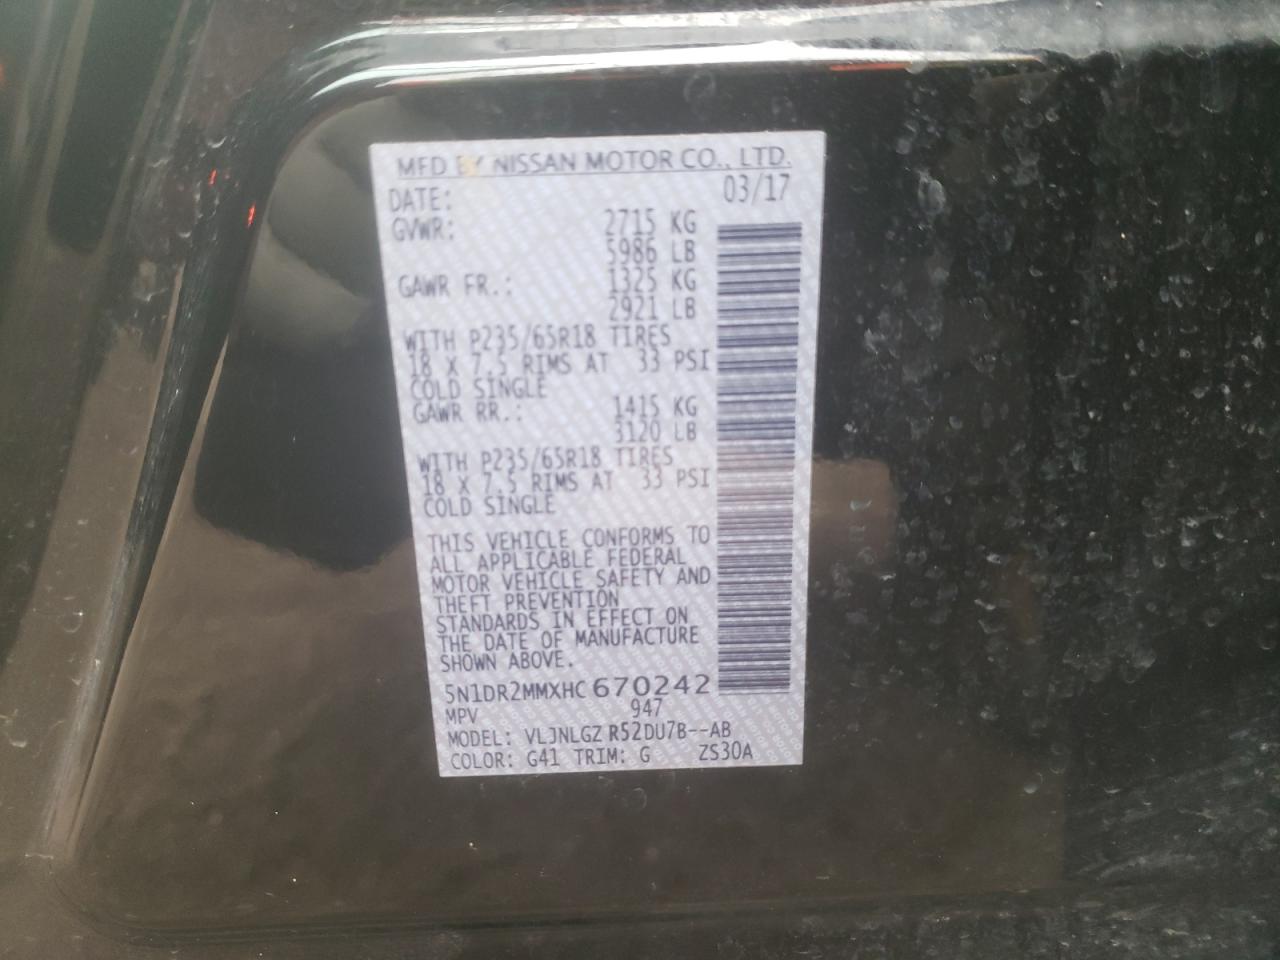 MFD BY NISSAN MOTOR CO., LTD.
DATE: 03/17
GVWR: 2715 KG
5986 LB
GAWR FR.: 1325 KG
2921 LB
WITH P235/65R18 TIRES
18 X 7.5 RIMS AT 33 PSI
COLD SINGLE
GAWR RR.: 1415 KG
3120 LB
WITH P235/65R18 TIRES
18 X 7.5 RIMS AT 33 PSI
COLD SINGLE
THIS VEHICLE CONFORMS TO
ALL APPLICABLE FEDERAL
MOTOR VEHICLE SAFETY AND
THEFT PREVENTION
STANDARDS IN EFFECT ON
THE DATE OF MANUFACTURE
SHOWN ABOVE.
5N1DR2MMXHC670242
MPV 947
MODEL: VLJNLGZ R52DU7B--AB
COLOR: G41 TRIM: G ZS30A